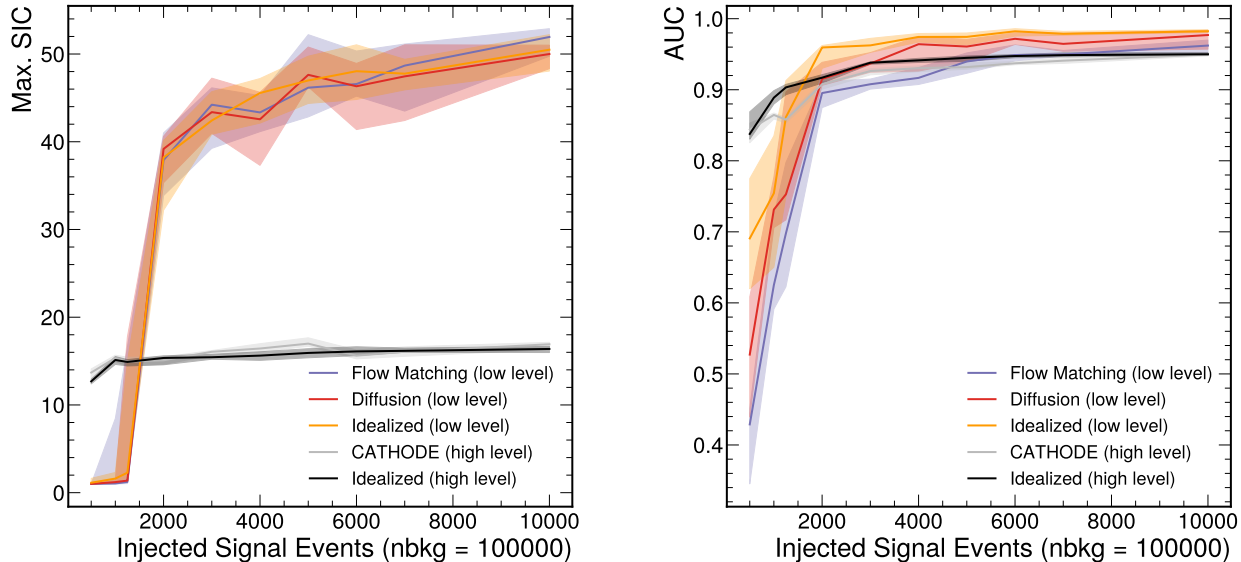 Max. SIC
50
40
30
20
10
0
2000 4000 6000 8000 10000
Injected Signal Events (nbkg = 100000)
Flow Matching (low level)
Diffusion (low level)
Idealized (low level)
CATHODE (high level)
Idealized (high level)
AUC
1.0
0.9
0.8
0.7
0.6
0.5
0.4
2000 4000 6000 8000 10000
Injected Signal Events (nbkg = 100000)
Flow Matching (low level)
Diffusion (low level)
Idealized (low level)
CATHODE (high level)
Idealized (high level)